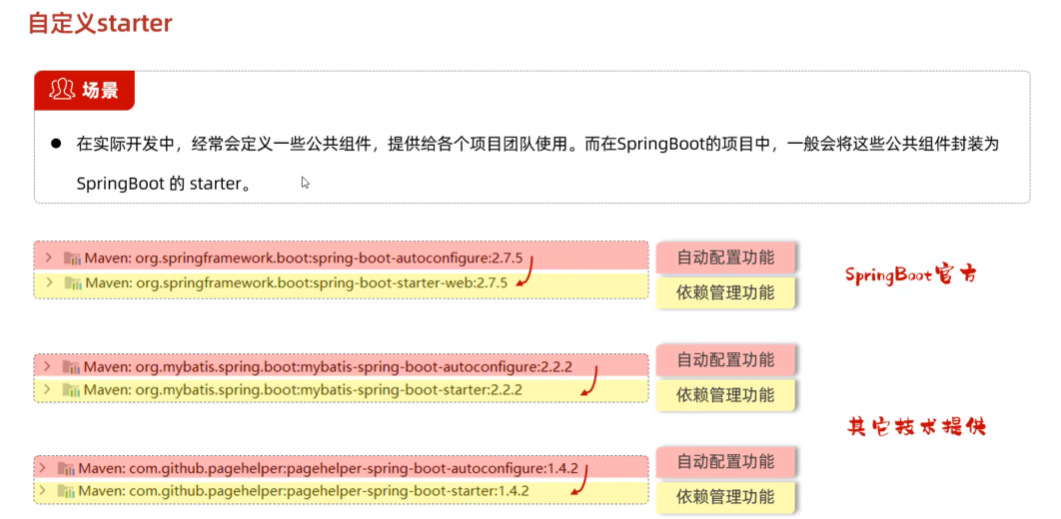 自定义starter
场景
● 在实际开发中，经常会定义一些公共组件，提供给各个项目团队使用。而在SpringBoot的项目中，一般会将这些公共组件封装为
SpringBoot 的 starter。
Maven: org.springframework.boot:spring-boot-autoconfigure:2.7.5
自动配置功能
Maven: org.springframework.boot:spring-boot-starter-web:2.7.5
依赖管理功能
SpringBoot官方
Maven: org.mybatis.spring.boot:mybatis-spring-boot-autoconfigure:2.2.2
自动配置功能
Maven: org.mybatis.spring.boot:mybatis-spring-boot-starter:2.2.2
依赖管理功能
其它技术提供
Maven: com.github.pagehelper:pagehelper-spring-boot-autoconfigure:1.4.2
自动配置功能
Maven: com.github.pagehelper:pagehelper-spring-boot-starter:1.4.2
依赖管理功能